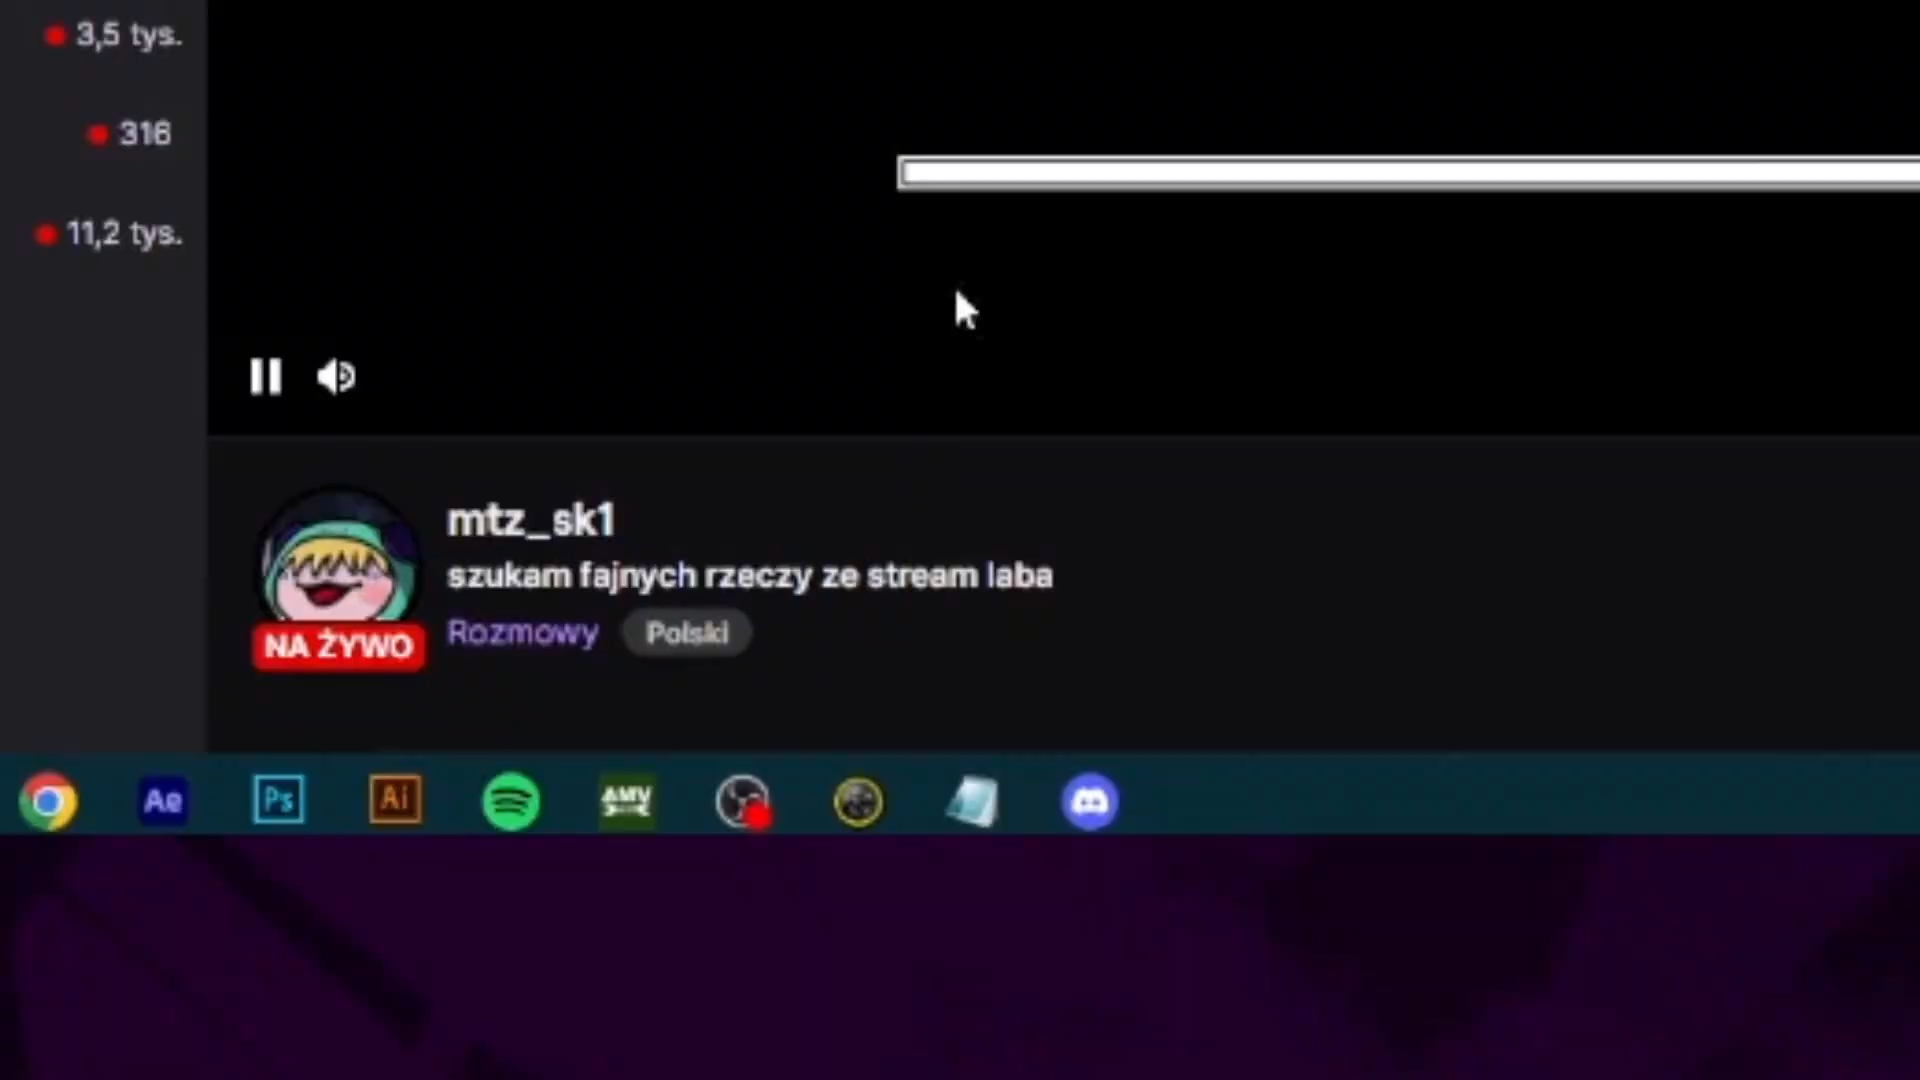 3,5 tys.
316
11,2 tys.
mtz_sk1
szukam fajnych rzeczy ze stream laba
Rozmowy
Polski
NA ŻYWO
Ae
Ps
Ai
AMV